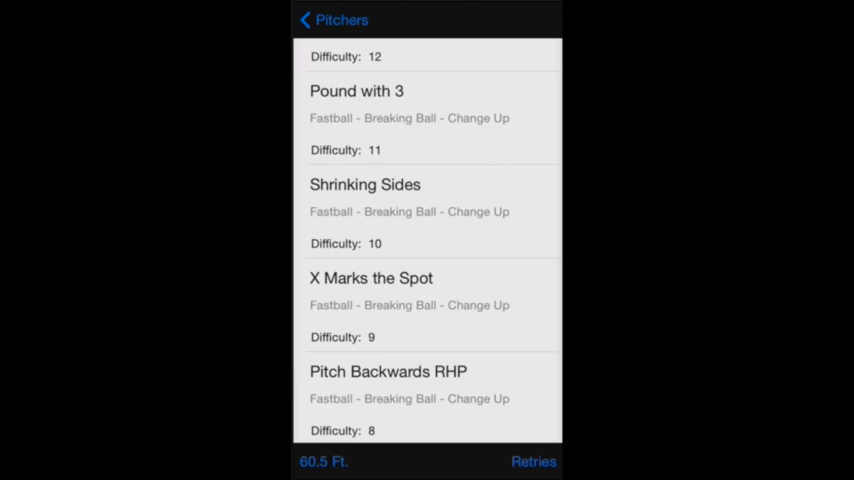 Pitchers
Difficulty: 12
Pound with 3
Fastball - Breaking Ball - Change Up
Difficulty: 11
Shrinking Sides
Fastball - Breaking Ball - Change Up
Difficulty: 10
X Marks the Spot
Fastball - Breaking Ball - Change Up
Difficulty: 9
Pitch Backwards RHP
Fastball - Breaking Ball - Change Up
Difficulty: 8
60.5 Ft. Retries